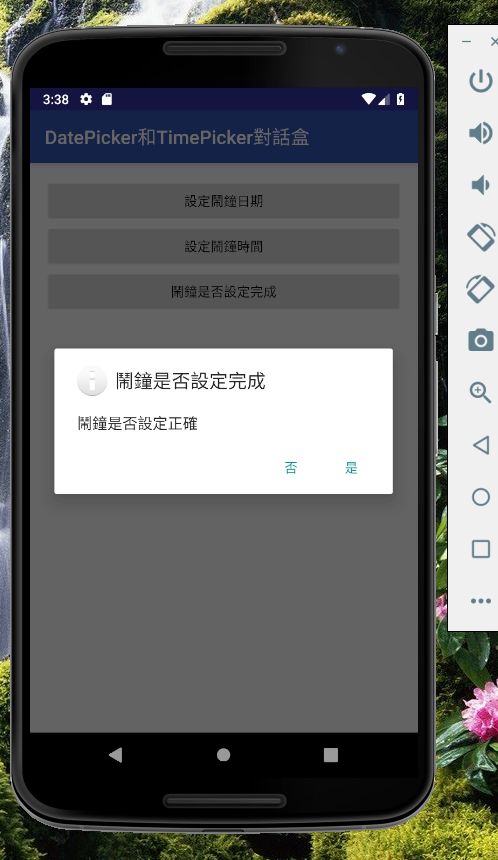 3:38
DatePicker和TimePicker對話盒
設定鬧鐘日期
設定鬧鐘時間
鬧鐘是否設定完成
鬧鐘是否設定完成
鬧鐘是否設定正確
否 是